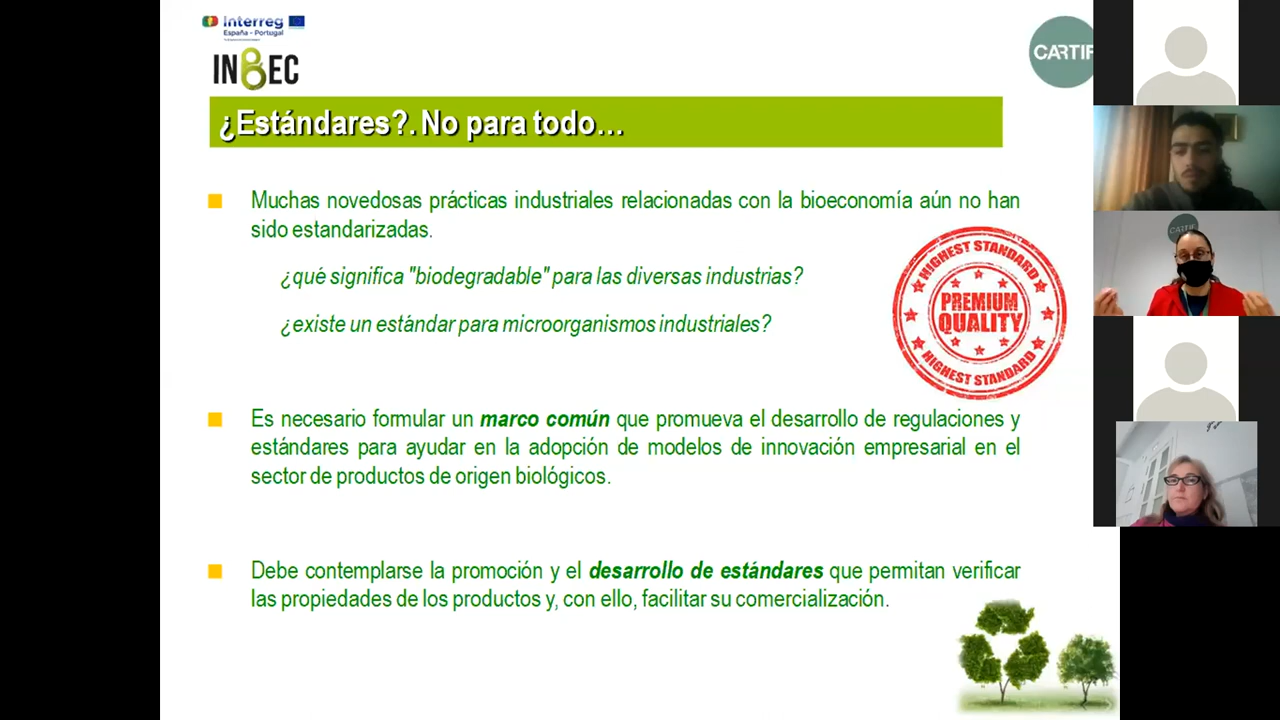 Interreg
España - Portugal
INBEC
CARTIF
¿Estándares?. No para todo…
Muchas novedosas prácticas industriales relacionadas con la bioeconomía aún no han
sido estandarizadas.
¿qué significa "biodegradable" para las diversas industrias?
¿existe un estándar para microorganismos industriales?
HIGHEST STANDARD
PREMIUM
QUALITY
HIGHEST STANDARD
Es necesario formular un marco común que promueva el desarrollo de regulaciones y
estándares para ayudar en la adopción de modelos de innovación empresarial en el
sector de productos de origen biológicos.
Debe contemplarse la promoción y el desarrollo de estándares que permitan verificar
las propiedades de los productos y, con ello, facilitar su comercialización.